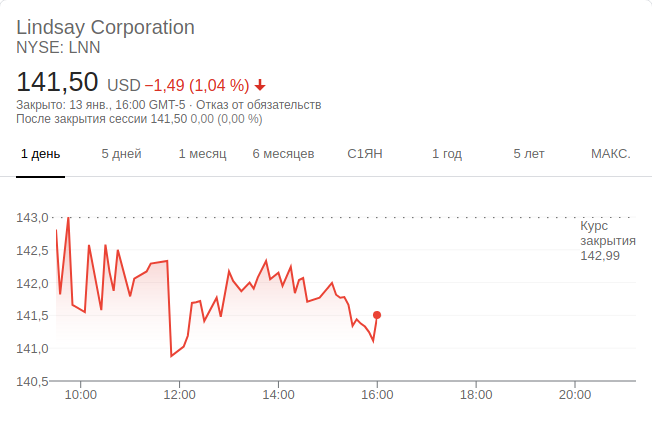 Lindsay Corporation
NYSE: LNN
141,50 USD −1,49 (1,04 %)
Закрыто: 13 янв., 16:00 GMT-5 · Отказ от обязательств
После закрытия сессии 141,50 0,00 (0,00 %)
1 день 5 дней 1 месяц 6 месяцев С1ЯН 1 год 5 лет МАКС.
143,0
Курс
закрытия
142,99
142,5
142,0
141,5
141,0
140,5
10:00 12:00 14:00 16:00 18:00 20:00